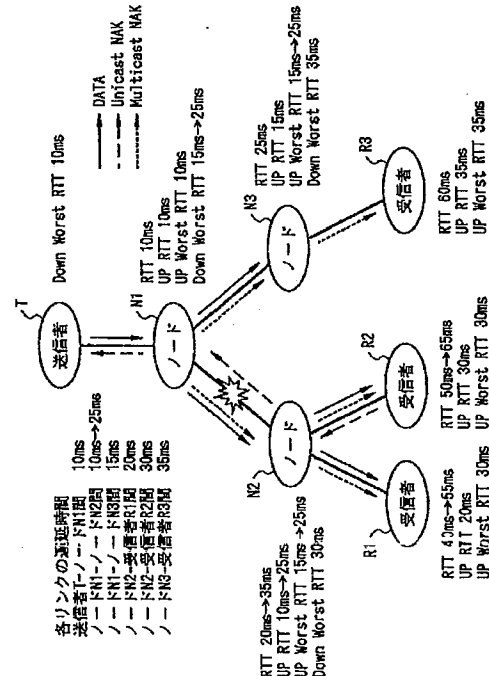 各リンクの遅延時間
送信者T-ノードN1間 10ms
ノードN1-ノードN2間 10ms→25ms
ノードN1-ノードN3間 15ms
ノードN2-受信者R1間 20ms
ノードN2-受信者R2間 30ms
ノードN3-受信者R3間 35ms
T
送信者
Down Worst RTT 10ms
DATA
Unicast NAK
Multicast NAK
N1
ノード
RTT 10ms
UP RTT 10ms
UP Worst RTT 10ms
Down Worst RTT 15ms→25ms
RTT 20ms→35ms
UP RTT 10ms→25ms
UP Worst RTT 15ms→25ms
Down Worst RTT 30ms
N2
ノード
N3
ノード
RTT 25ms
UP RTT 15ms
UP Worst RTT 15ms→25ms
Down Worst RTT 35ms
R1
受信者
RTT 40ms→55ms
UP RTT 20ms
UP Worst RTT 30ms
R2
受信者
RTT 50ms→65ms
UP RTT 30ms
UP Worst RTT 30ms
R3
受信者
RTT 60ms
UP RTT 35ms
UP Worst RTT 35ms